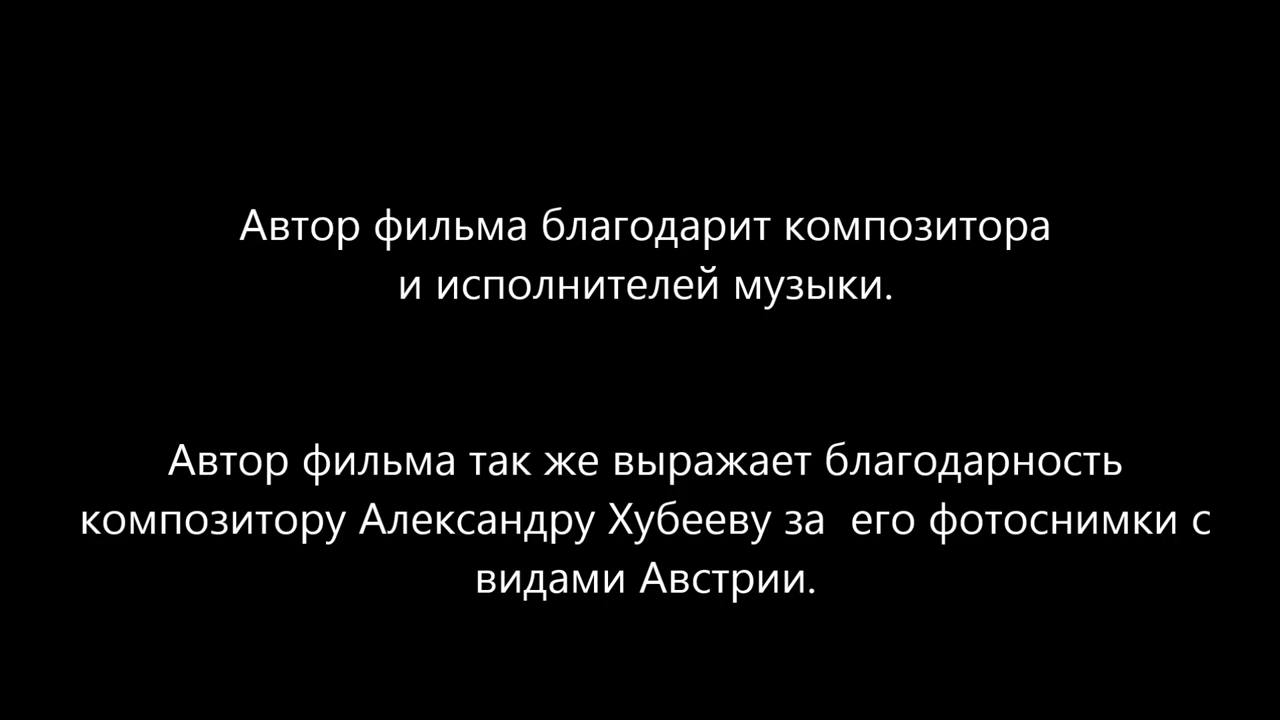 Автор фильма благодарит композитора
и исполнителей музыки.
Автор фильма так же выражает благодарность
композитору Александру Хубееву за  его фотоснимки с
видами Австрии.